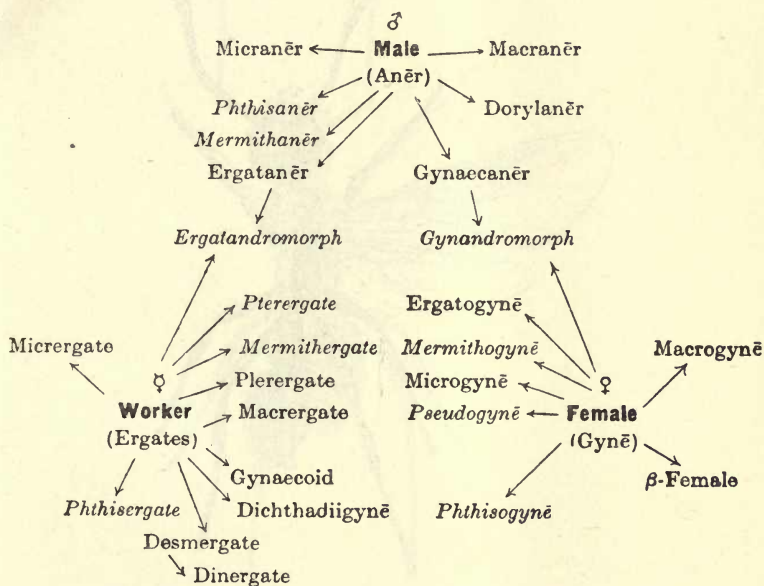 ♂
Micranēr Male Macranēr
(Anēr)
Phthisanēr Dorylanēr
Mermithanēr
Ergatanēr Gynaecanēr
Ergatandromorph Gynandromorph
Pterergate Ergatogynē
Micrergate Mermithergate Mermithogynē Macrogynē
☿ Plerergate Microgynē ♀
Worker Macrergate Pseudogynē Female
(Ergates) (Gynē)
Gynaecoid β-Female
Phthisergate Dichthadiigynē Phthisogynē
Desmergate
Dinergate